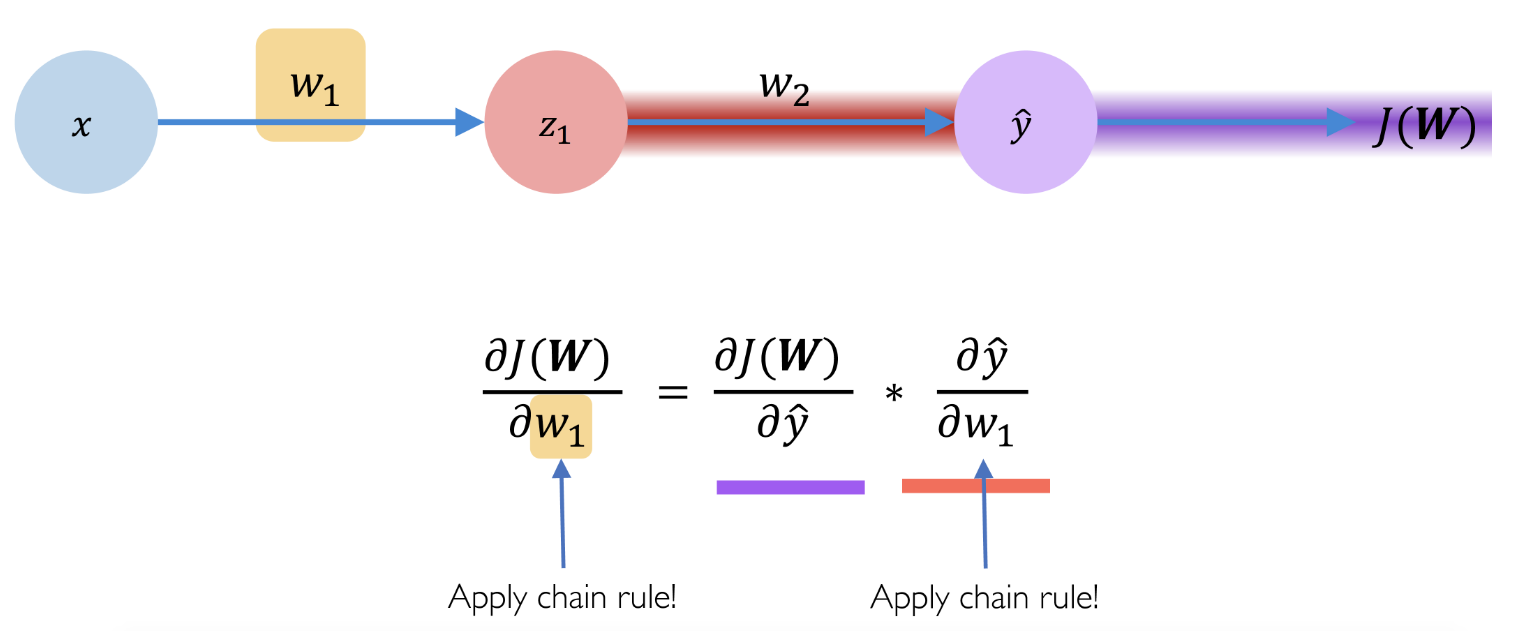 w₁
w₂
x
z₁
ŷ
J(W)
∂J(W) / ∂w₁ = ∂J(W) / ∂ŷ * ∂ŷ / ∂w₁
Apply chain rule! Apply chain rule!